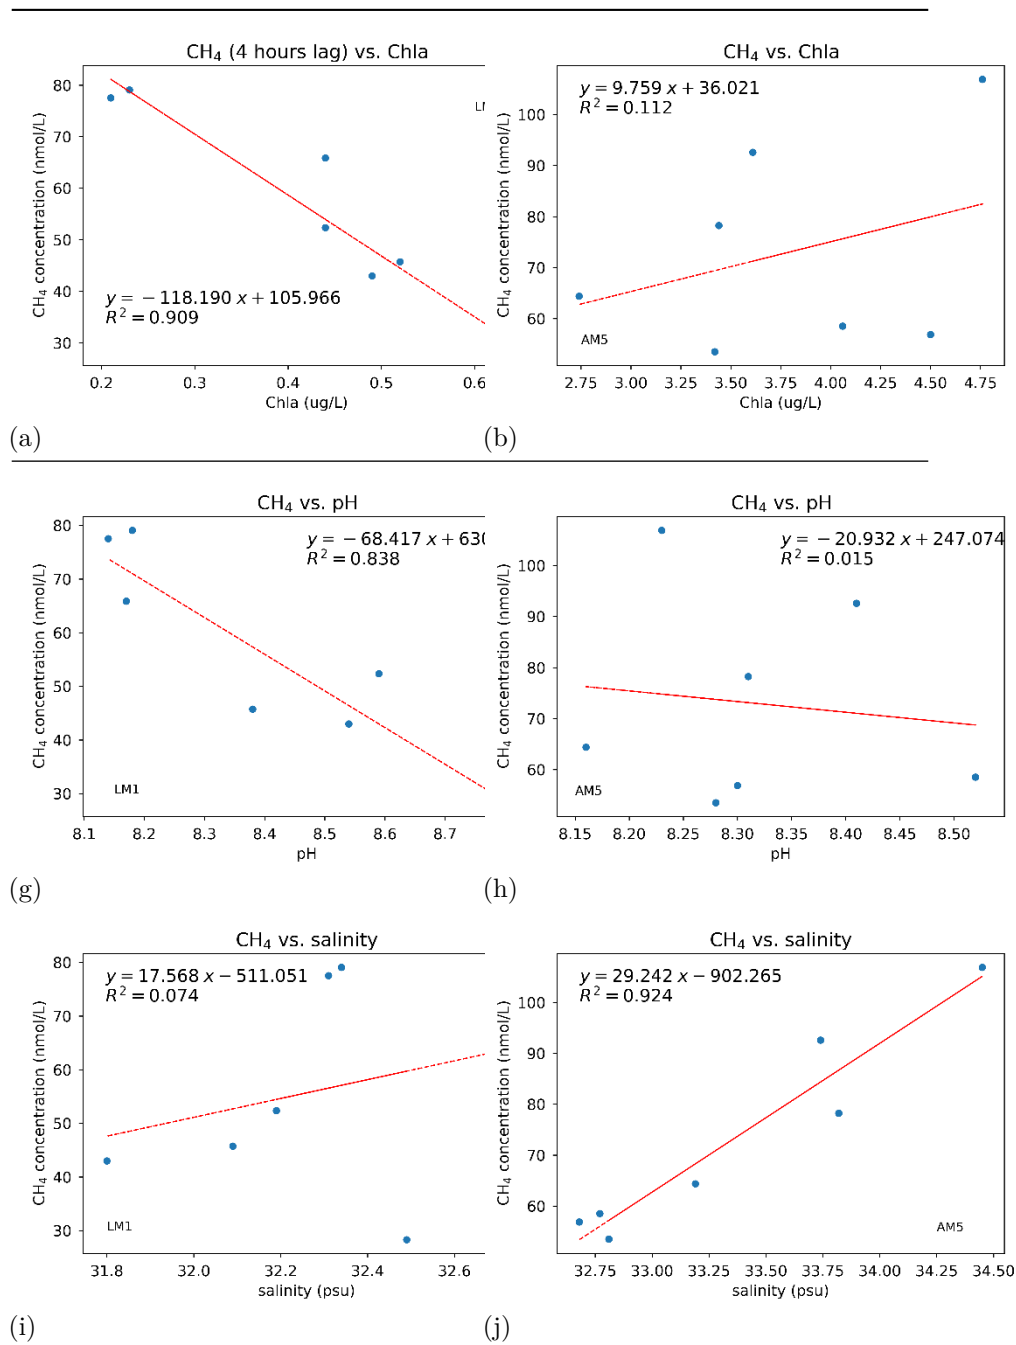 CH₄ (4 hours lag) vs. Chla
CH₄ concentration (nmol/L)
80
70
60
50
40
30
y = −118.190 x + 105.966
R² = 0.909
0.2 0.3 0.4 0.5 0.6
Chla (ug/L)
(a)
CH₄ vs. Chla
CH₄ concentration (nmol/L)
100
90
80
70
60
y = 9.759 x + 36.021
R² = 0.112
AM5
2.75 3.00 3.25 3.50 3.75 4.00 4.25 4.50 4.75
Chla (ug/L)
(b)
CH₄ vs. pH
CH₄ concentration (nmol/L)
80
70
60
50
40
30
y = −68.417 x + 630
R² = 0.838
LM1
8.1 8.2 8.3 8.4 8.5 8.6 8.7
pH
(g)
CH₄ vs. pH
CH₄ concentration (nmol/L)
100
90
80
70
60
y = −20.932 x + 247.074
R² = 0.015
AM5
8.15 8.20 8.25 8.30 8.35 8.40 8.45 8.50
pH
(h)
CH₄ vs. salinity
CH₄ concentration (nmol/L)
80
70
60
50
40
30
y = 17.568 x − 511.051
R² = 0.074
LM1
31.8 32.0 32.2 32.4 32.6
salinity (psu)
(i)
CH₄ vs. salinity
CH₄ concentration (nmol/L)
100
90
80
70
60
y = 29.242 x − 902.265
R² = 0.924
AM5
32.75 33.00 33.25 33.50 33.75 34.00 34.25 34.50
salinity (psu)
(j)